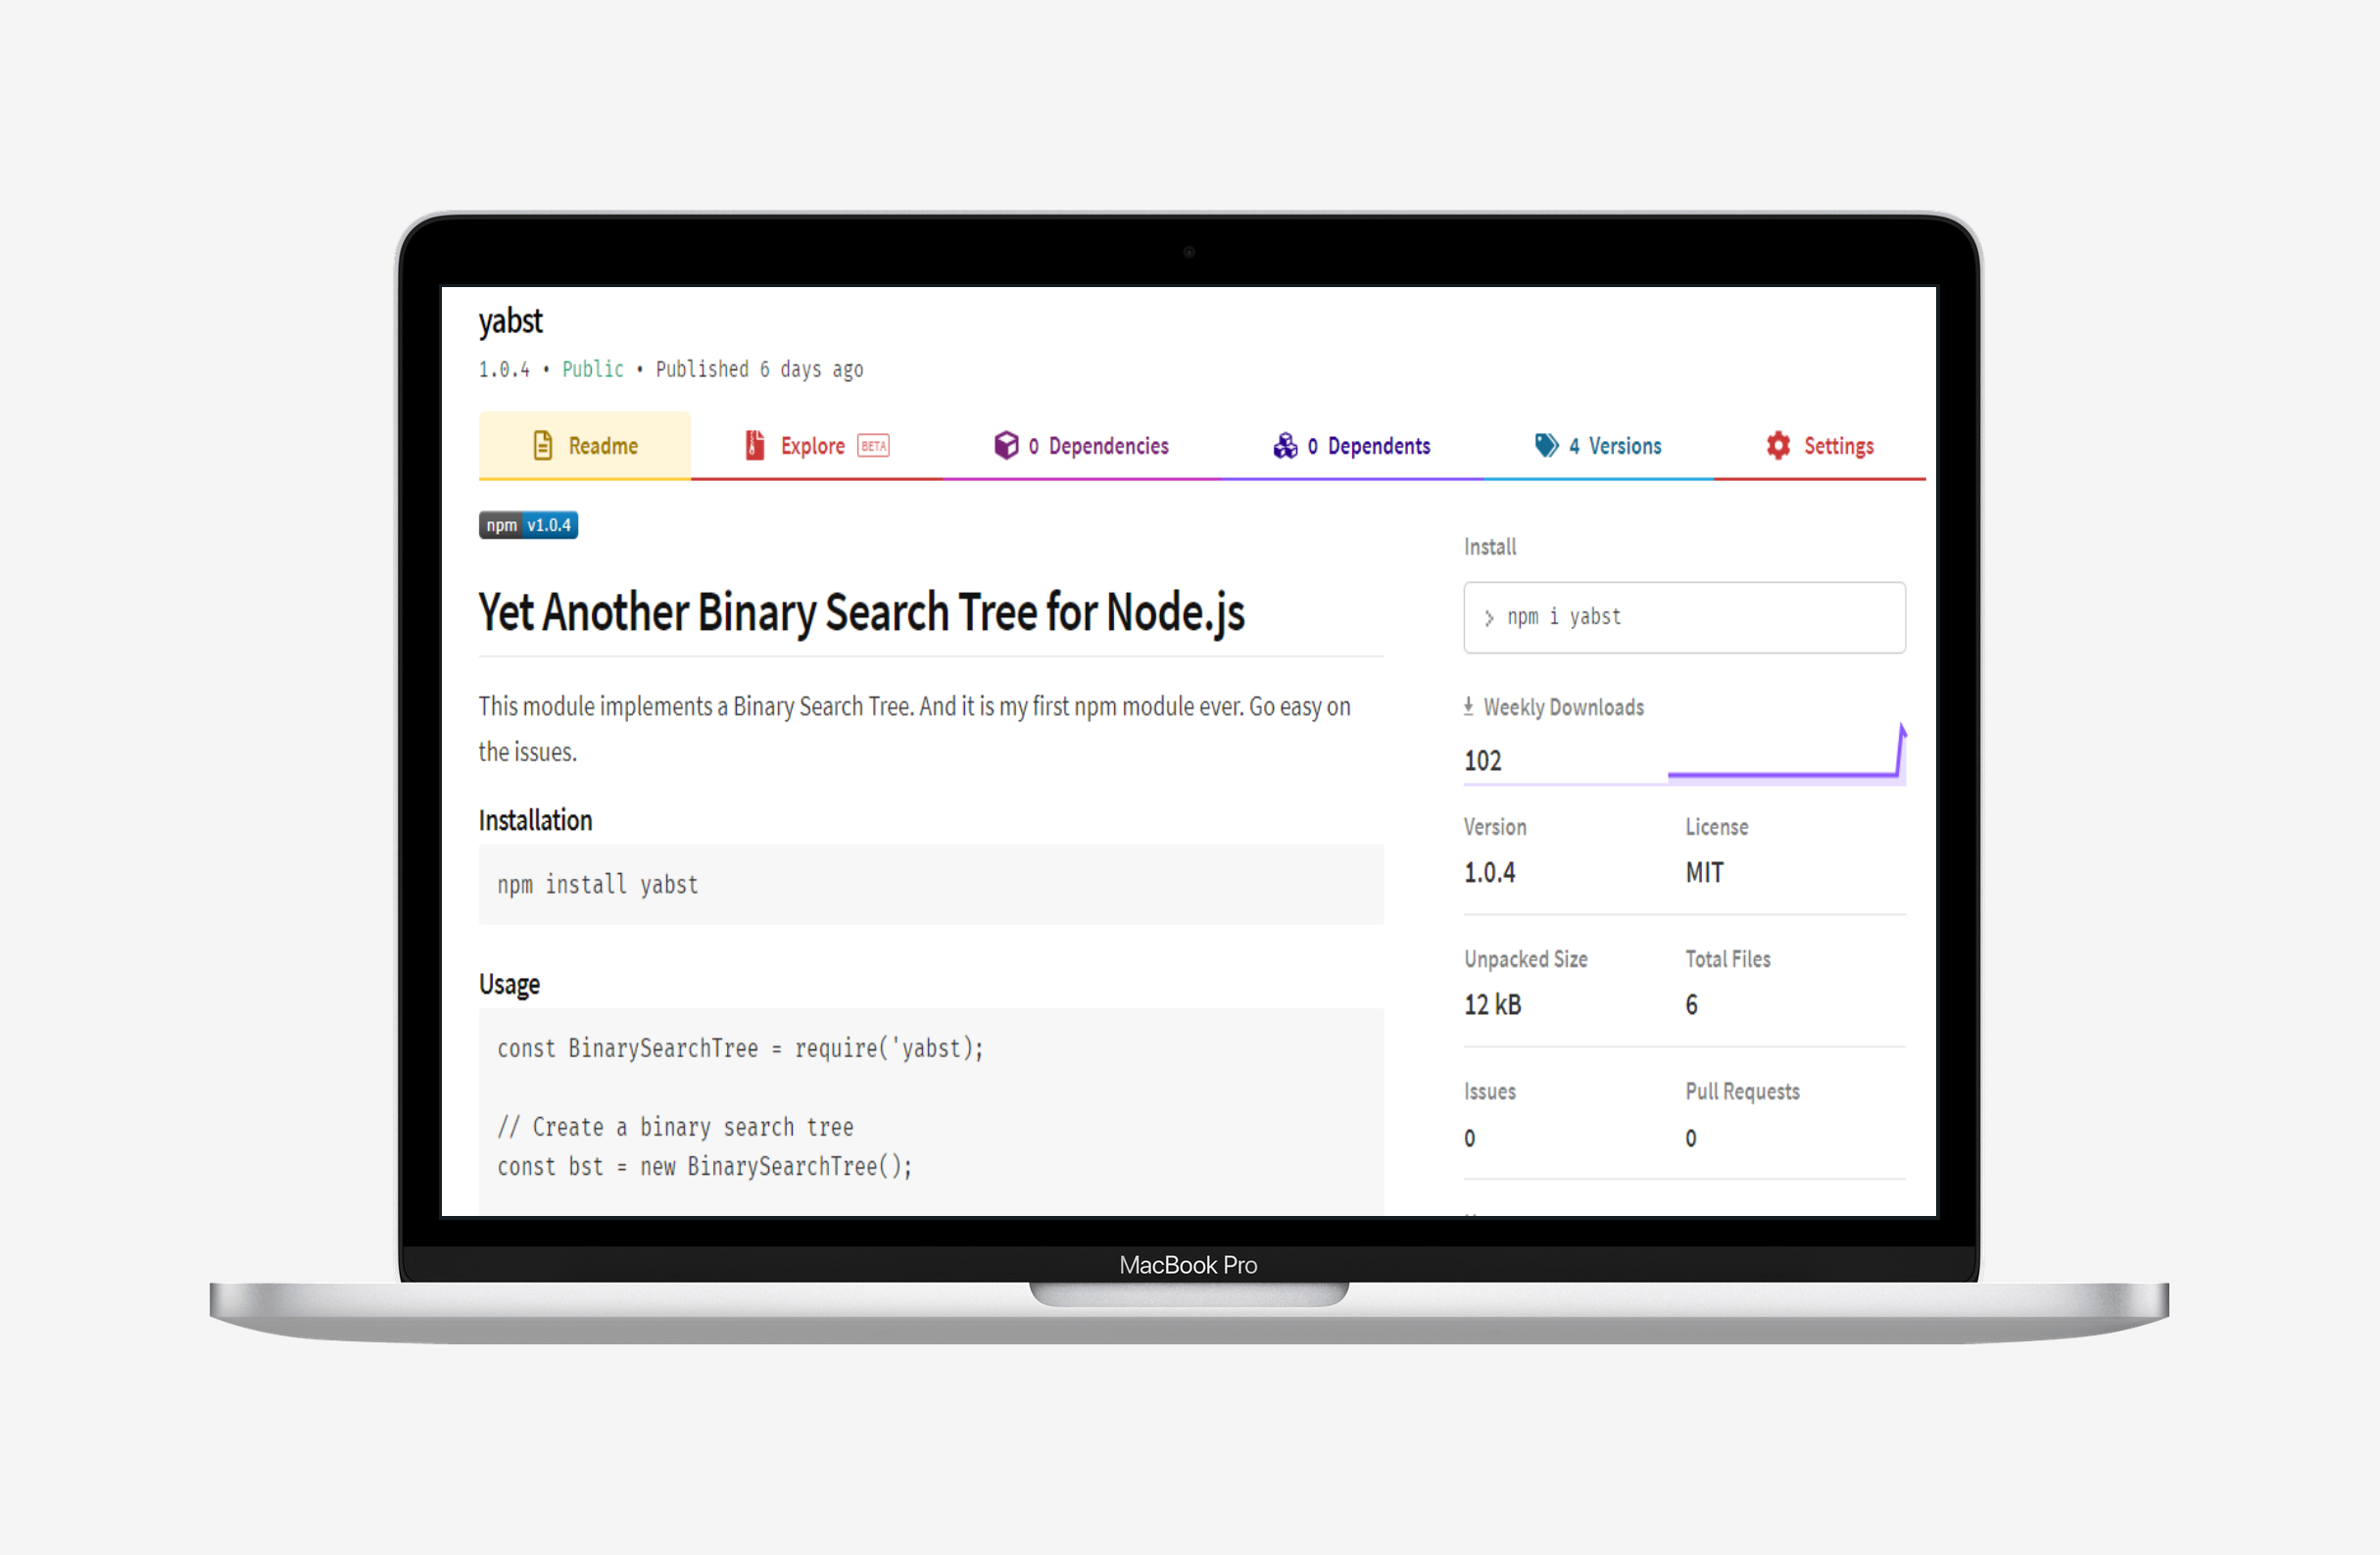 yabst
1.0.4 • Public • Published 6 days ago
Readme
Explore BETA
0 Dependencies
0 Dependents
4 Versions
Settings
npm v1.0.4
Yet Another Binary Search Tree for Node.js
This module implements a Binary Search Tree. And it is my first npm module ever. Go easy on
the issues.
Installation
npm install yabst
Usage
const BinarySearchTree = require('yabst);
// Create a binary search tree
const bst = new BinarySearchTree();
Install
> npm i yabst
Weekly Downloads
102
Version
License
1.0.4
MIT
Unpacked Size
Total Files
12 kB
6
Issues
Pull Requests
0
0
MacBook Pro